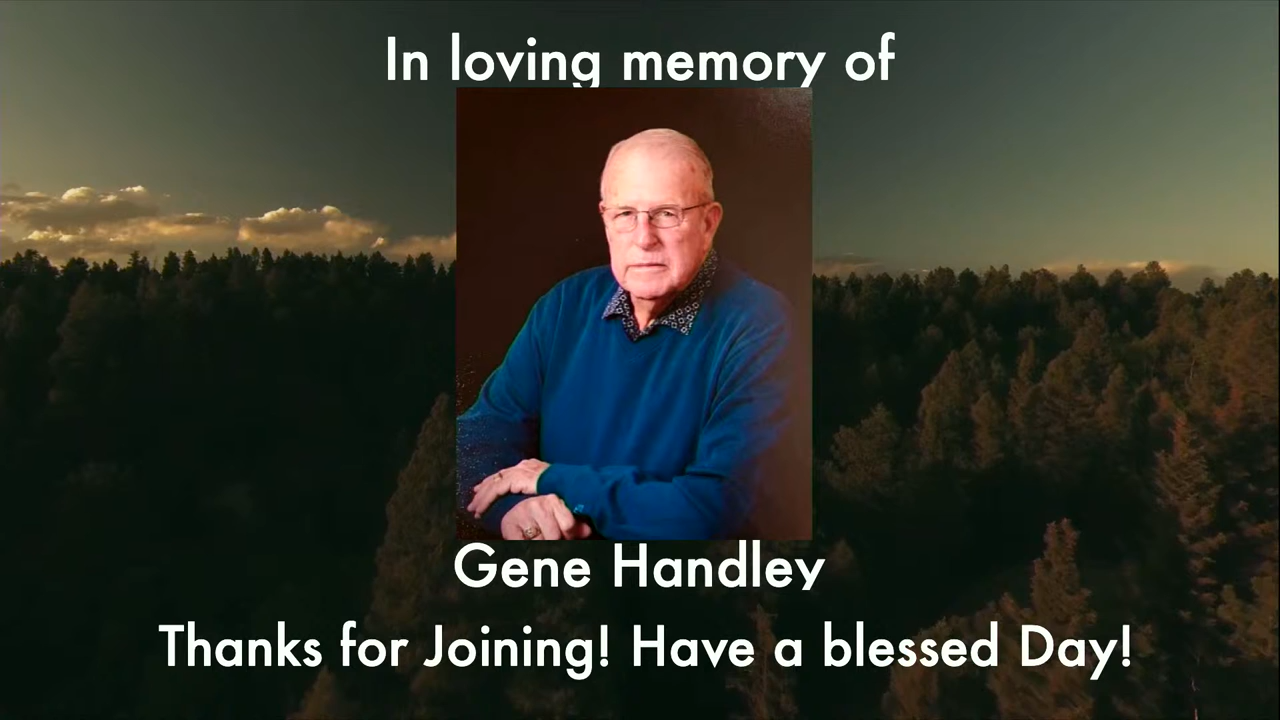 In loving memory of
Gene Handley
Thanks for Joining! Have a blessed Day!